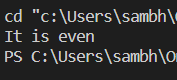 cd "c:\Users\sambh\
It is even
PS C:\Users\sambh\O